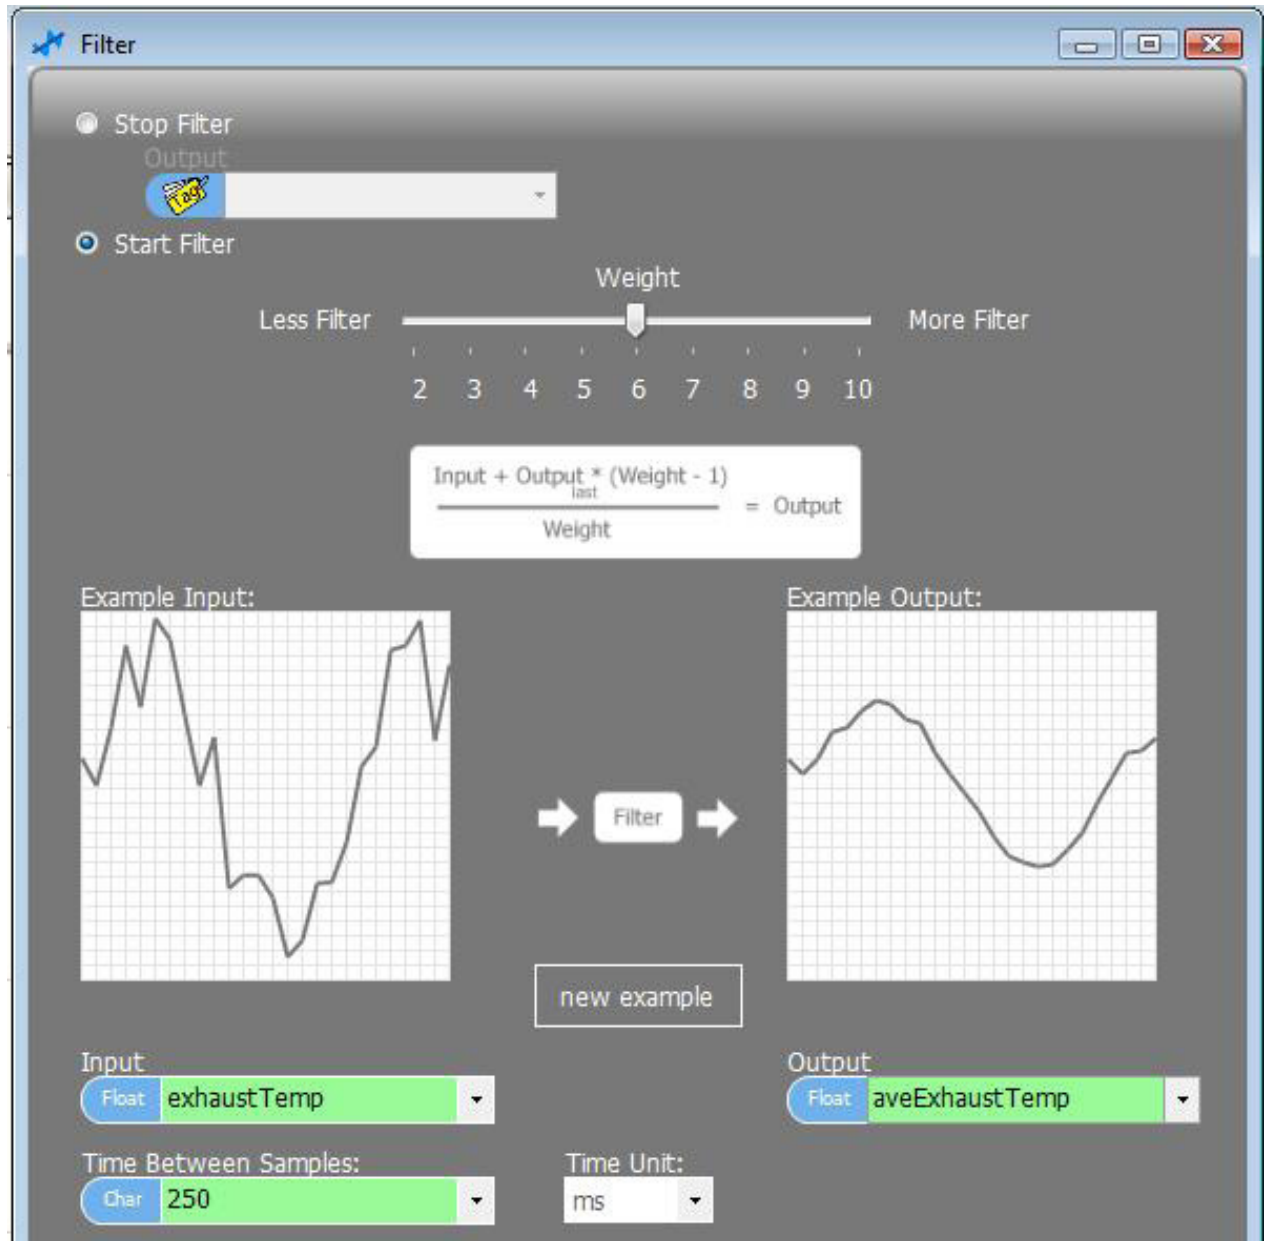 Filter
Stop Filter
Output
Tag
Start Filter
Weight
Less Filter
More Filter
2 3 4 5 6 7 8 9 10
Input + Output * (Weight - 1)
last
= Output
Weight
Example Input:
Example Output:
Filter
new example
Input
Output
Float exhaustTemp
Float aveExhaustTemp
Time Between Samples:
Time Unit:
Char 250
ms